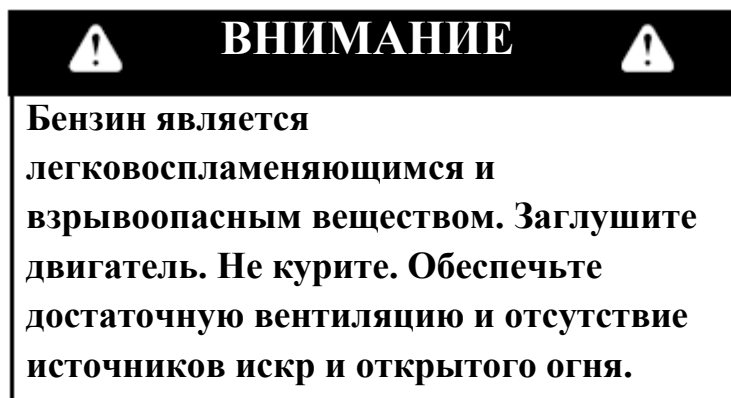 ВНИМАНИЕ
Бензин является
легковоспламеняющимся и
взрывоопасным веществом. Заглушите
двигатель. Не курите. Обеспечьте
достаточную вентиляцию и отсутствие
источников искр и открытого огня.